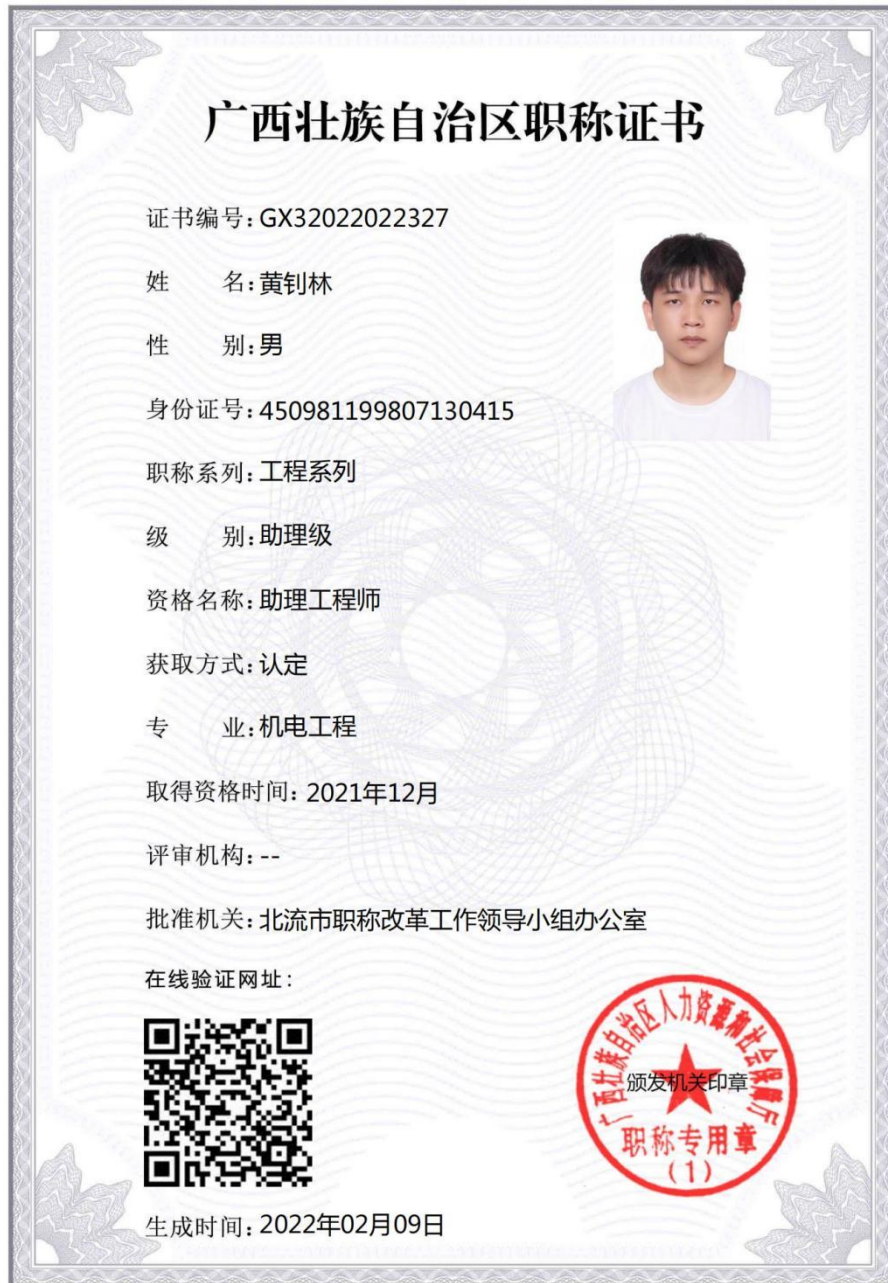 广西壮族自治区职称证书
证书编号:GX32022022327
姓 名:黄钊林
性 别:男
身份证号:450981199807130415
职称系列:工程系列
级 别:助理级
资格名称:助理工程师
获取方式:认定
专 业:机电工程
取得资格时间:2021年12月
评审机构:--
批准机关:北流市职称改革工作领导小组办公室
在线验证网址:
广西壮族自治区人力资源和社会保障厅
颁发机关印章
职称专用章
(1)
生成时间:2022年02月09日